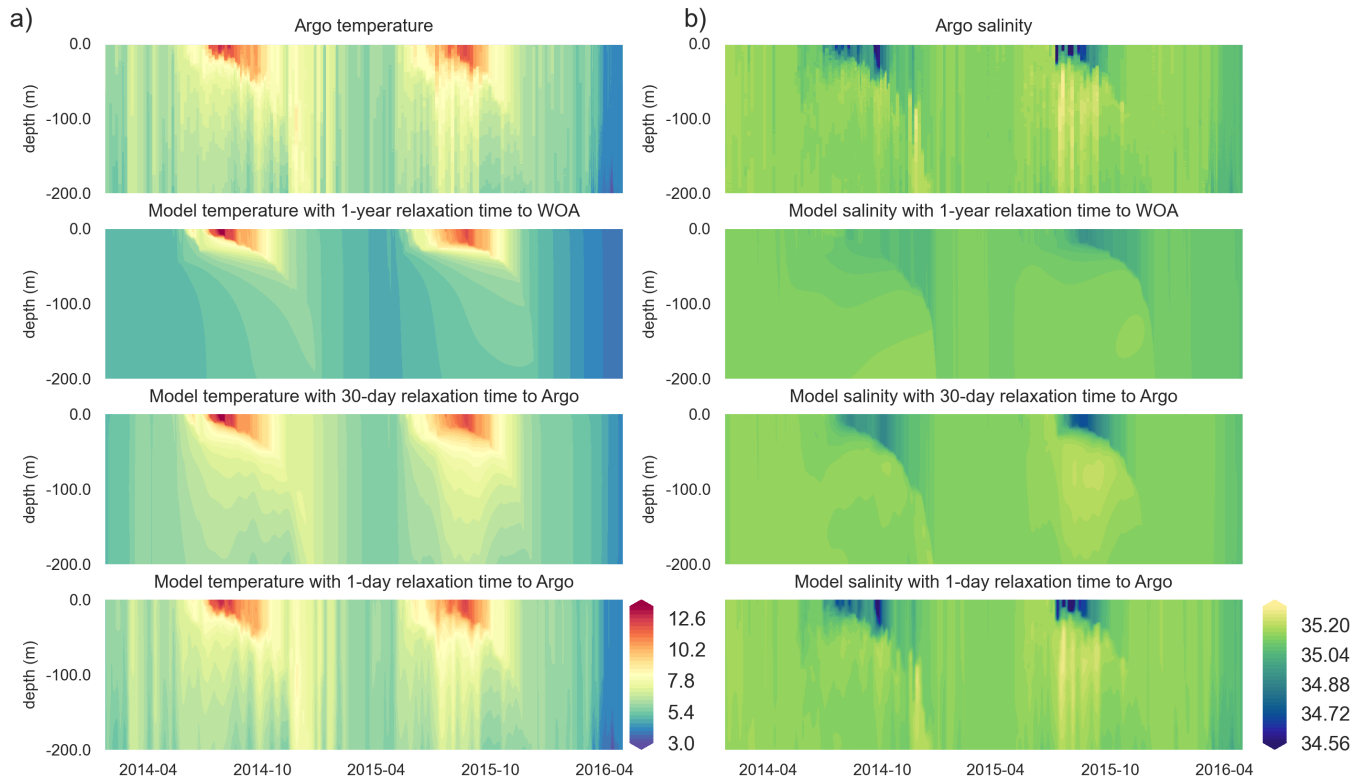 a)
Argo temperature
0.0
-100.0
-200.0
depth (m)
Model temperature with 1-year relaxation time to WOA
0.0
-100.0
-200.0
depth (m)
Model temperature with 30-day relaxation time to Argo
0.0
-100.0
-200.0
depth (m)
Model temperature with 1-day relaxation time to Argo
0.0
-100.0
-200.0
depth (m)
2014-04 2014-10 2015-04 2015-10 2016-04
12.6
10.2
7.8
5.4
3.0
b)
Argo salinity
0.0
-100.0
-200.0
depth (m)
Model salinity with 1-year relaxation time to WOA
0.0
-100.0
-200.0
depth (m)
Model salinity with 30-day relaxation time to Argo
0.0
-100.0
-200.0
depth (m)
Model salinity with 1-day relaxation time to Argo
0.0
-100.0
-200.0
depth (m)
2014-04 2014-10 2015-04 2015-10 2016-04
35.20
35.04
34.88
34.72
34.56